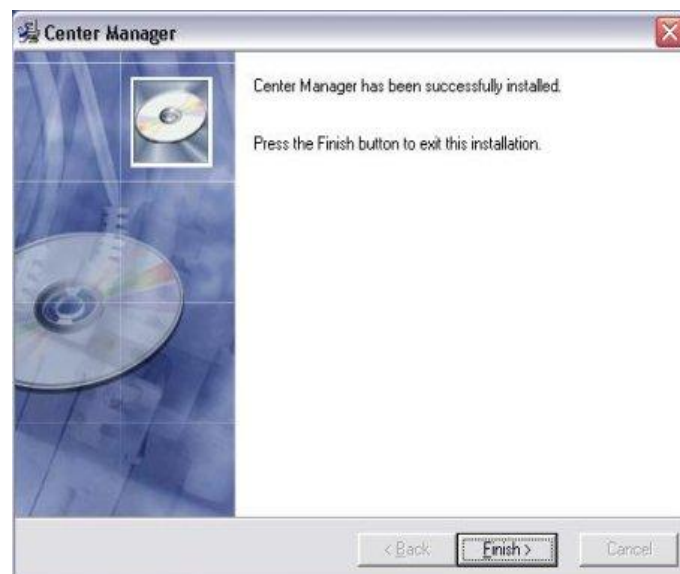 Center Manager
Center Manager has been successfully installed.
Press the Finish button to exit this installation.
< Back
Finish >
Cancel